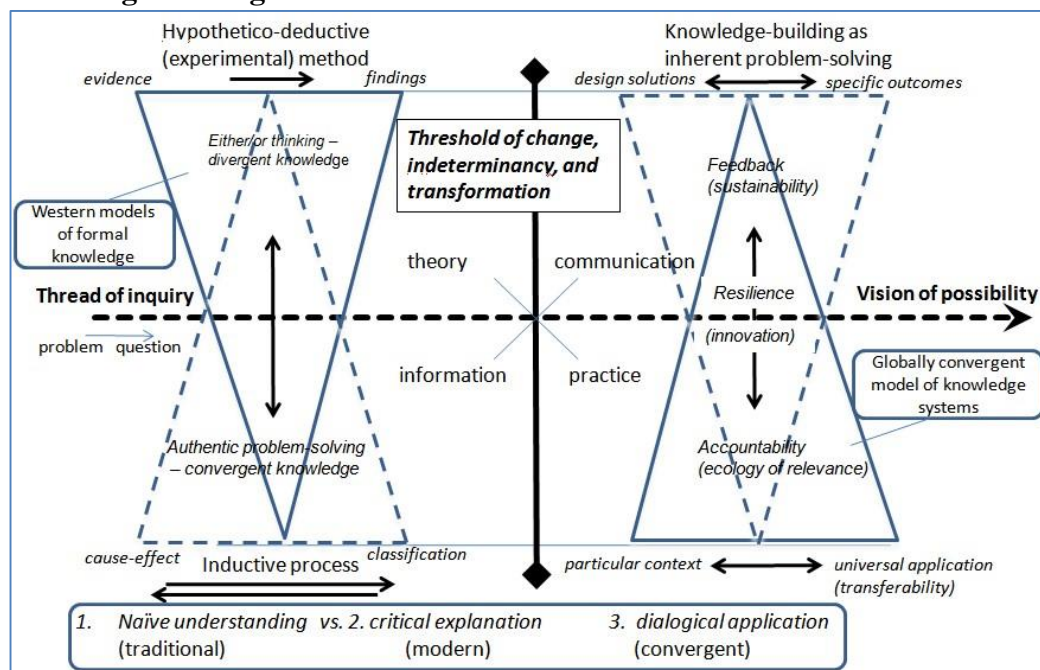 Hypothetico-deductive
(experimental) method
evidence
findings
Knowledge-building as
inherent problem-solving
design solutions
specific outcomes
Either/or thinking –
divergent knowledge
Threshold of change,
indeterminancy, and
transformation
Feedback
(sustainability)
Western models
of formal
knowledge
theory
communication
Thread of inquiry
Resilience
Vision of possibility
problem question
(innovation)
information
practice
Globally convergent
model of knowledge
systems
Authentic problem-solving
– convergent knowledge
Accountability
(ecology of relevance)
cause-effect
classification
Inductive process
particular context
universal application
(transferability)
1. Naïve understanding vs. 2. critical explanation 3. dialogical application
(traditional) (modern) (convergent)